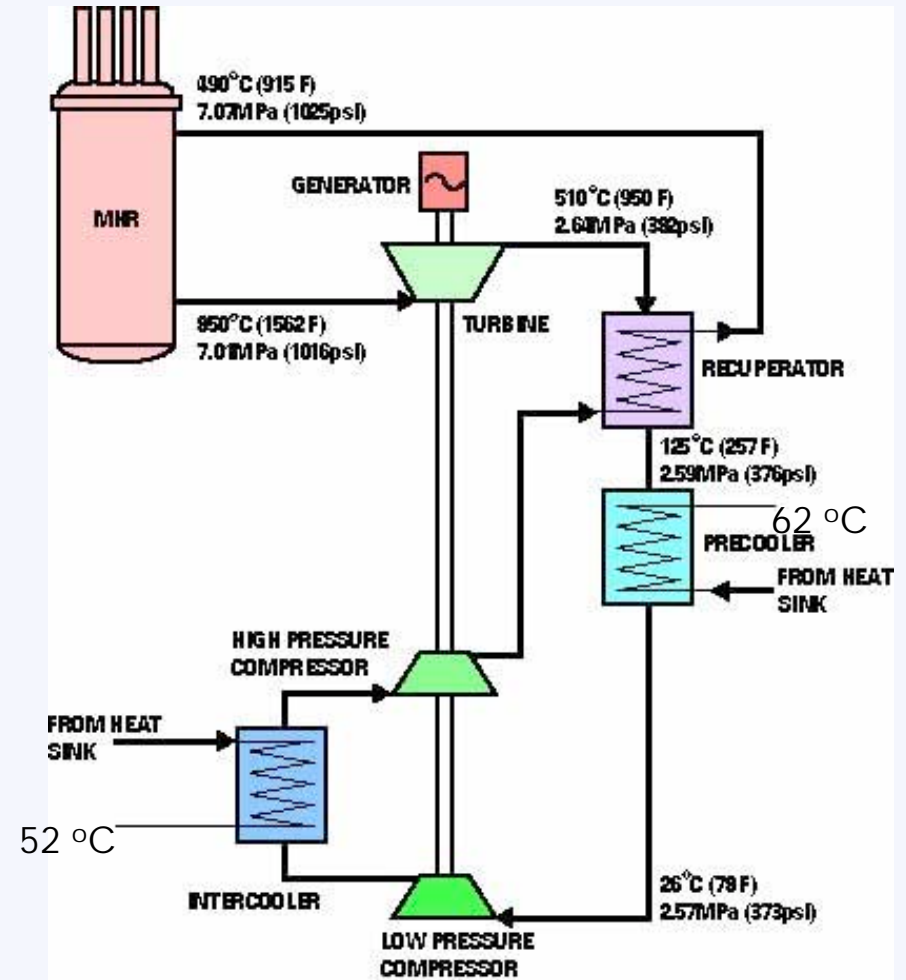 490°C (915 F)
7.07MPa (1025psi)
GENERATOR
510°C (950 F)
2.64MPa (382psi)
MHR
850°C (1562 F)
7.01MPa (1016psi)
TURBINE
RECUPERATOR
125°C (257 F)
2.59MPa (376psi)
62 °C
PRECOOLER
FROM HEAT
SINK
HIGH PRESSURE
COMPRESSOR
FROM HEAT
SINK
52 °C
INTERCOOLER
26°C (78 F)
2.57MPa (373psi)
LOW PRESSURE
COMPRESSOR